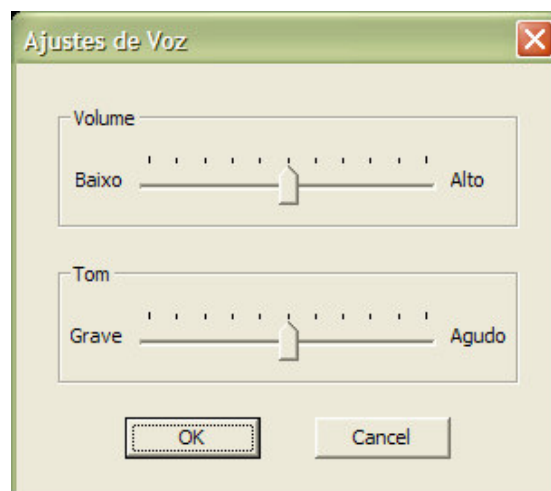 Ajustes de Voz
Volume
Baixo Alto
Tom
Grave Agudo
OK Cancel